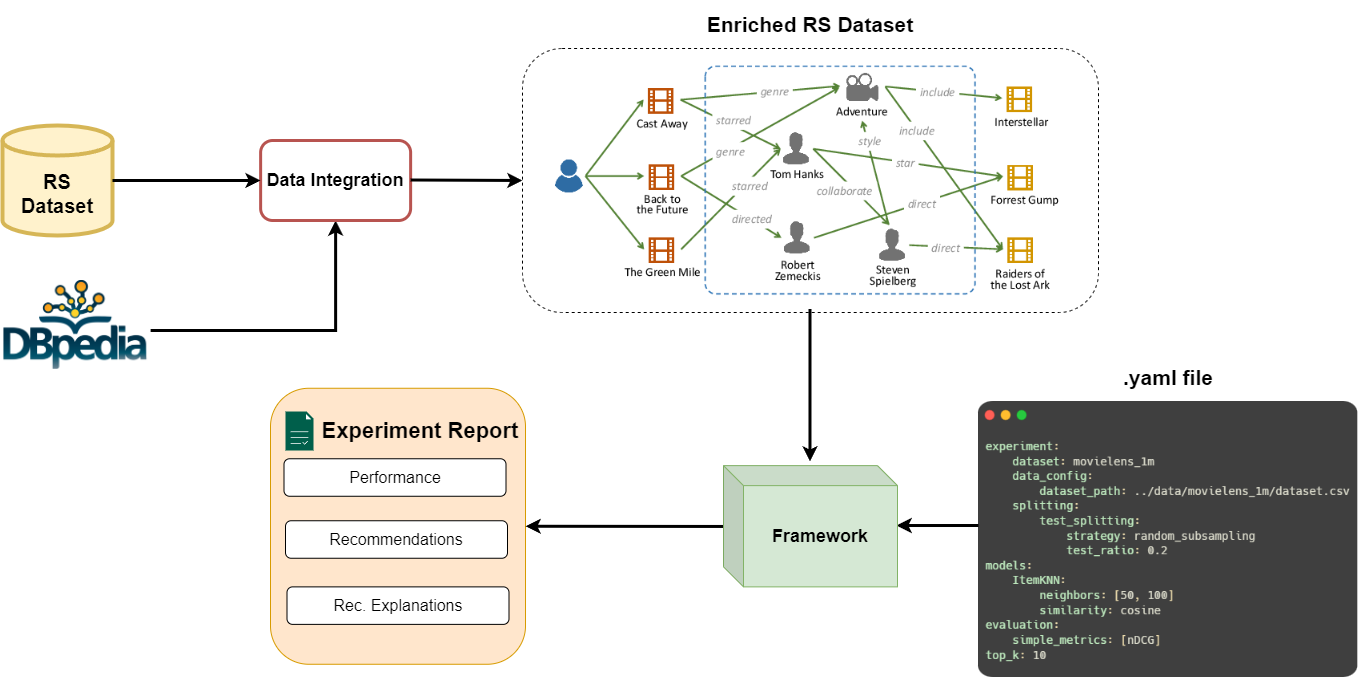 Enriched RS Dataset
RS
Dataset
Data Integration
DBpedia
Cast Away
Back to
the Future
The Green Mile
genre
starred
genre
starred
directed
Adventure
Tom Hanks
Robert
Zemeckis
Steven
Spielberg
style
collaborate
include
include
star
direct
direct
Interstellar
Forrest Gump
Raiders of
the Lost Ark
.yaml file
experiment:
dataset: movielens_1m
data_config:
dataset_path: ../data/movielens_1m/dataset.csv
splitting:
test_splitting:
strategy: random_subsampling
test_ratio: 0.2
models:
ItemKNN:
neighbors: [50, 100]
similarity: cosine
evaluation:
simple_metrics: [nDCG]
top_k: 10
Framework
Experiment Report
Performance
Recommendations
Rec. Explanations